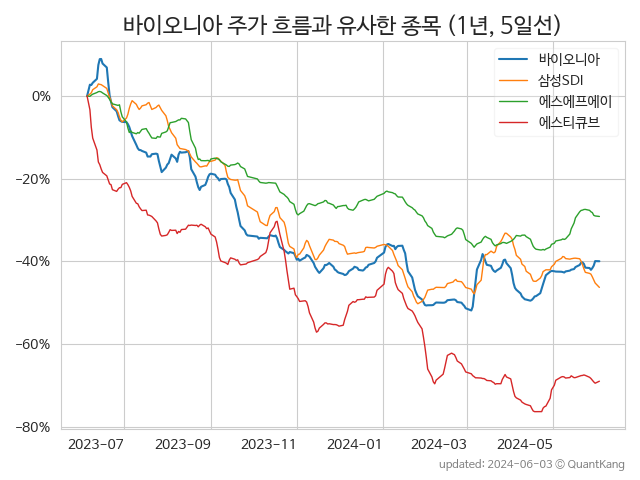 바이오니아 주가 흐름과 유사한 종목 (1년, 5일선)
바이오니아
삼성SDI
에스에프에이
에스티큐브
0%
−20%
−40%
−60%
−80%
2023−07 2023−09 2023−11 2024−01 2024−03 2024−05
updated: 2024-06-03 © QuantKang